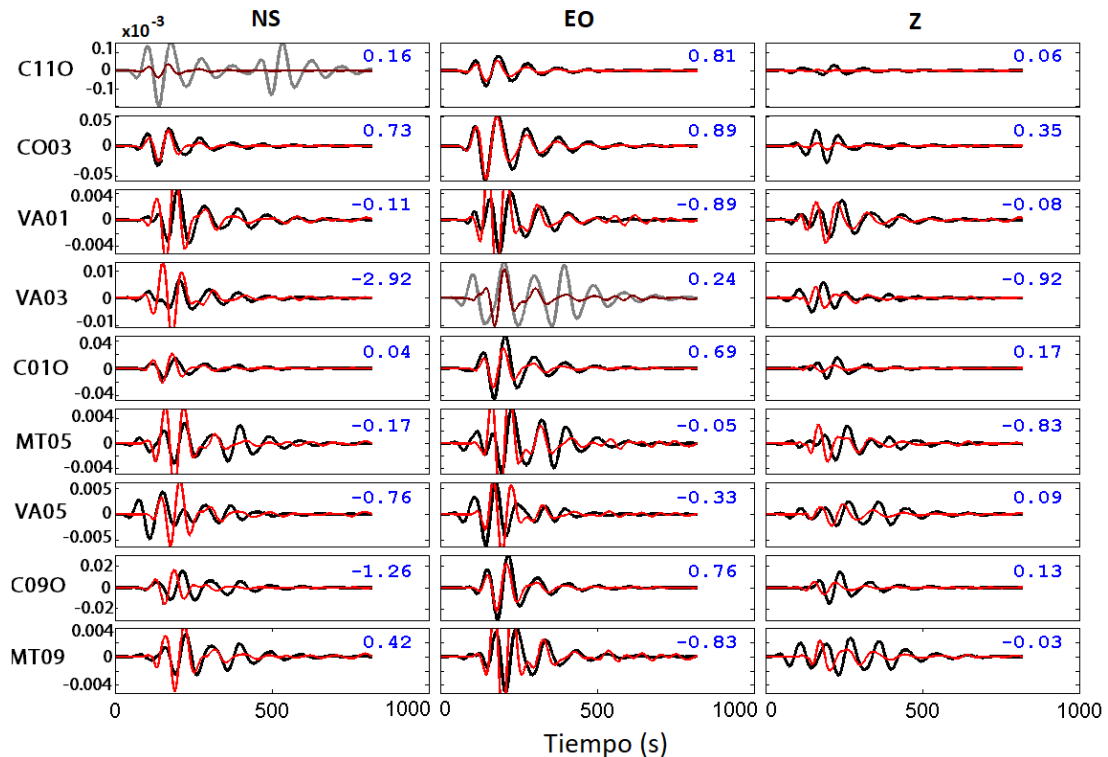 x10⁻³ NS EO Z
C11O 0.1 0 -0.1 0.16 0.81 0.06
CO03 0.05 0 -0.05 0.73 0.89 0.35
VA01 0.004 0 -0.004 -0.11 -0.89 -0.08
VA03 0.01 0 -0.01 -2.92 0.24 -0.92
C01O 0.04 0 -0.04 0.04 0.69 0.17
MT05 0.004 0 -0.004 -0.17 -0.05 -0.83
VA05 0.005 0 -0.005 -0.76 -0.33 0.09
C09O 0.02 0 -0.02 -1.26 0.76 0.13
MT09 0.004 0 -0.004 0.42 -0.83 -0.03
0 500 1000 0 500 1000 0 500 1000
Tiempo (s)